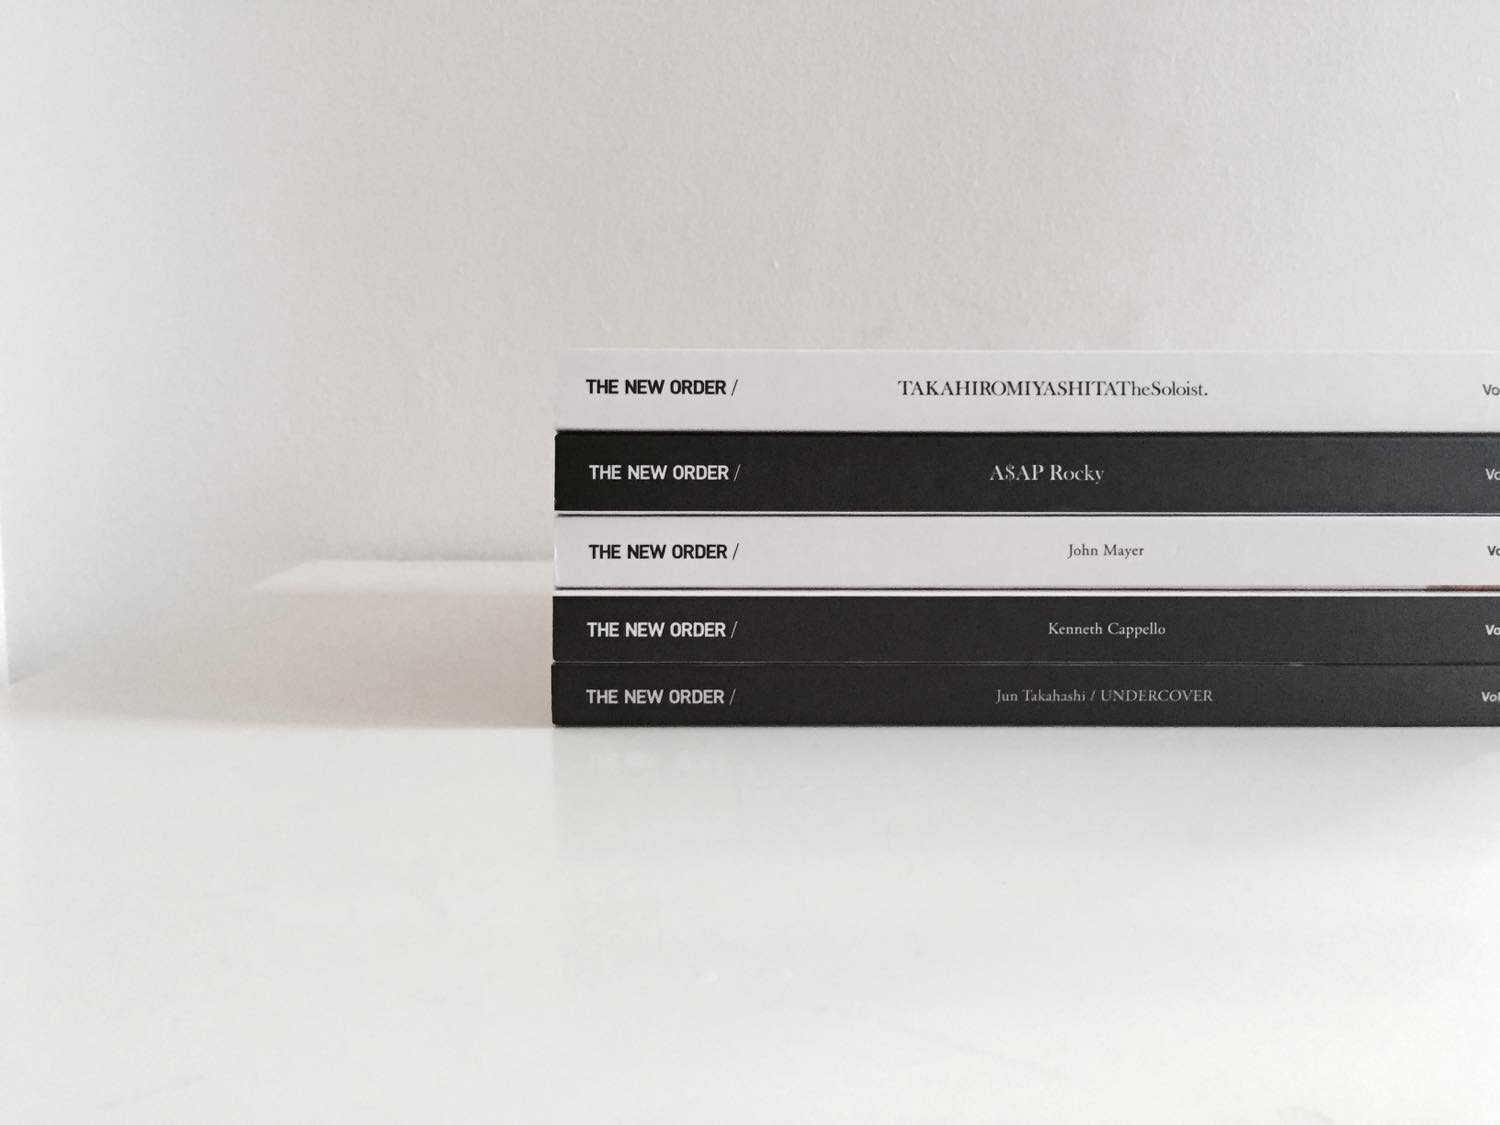 THE NEW ORDER / TAKAHIROMIYASHITATheSoloist. Vo
THE NEW ORDER / A$AP Rocky Vo
THE NEW ORDER / John Mayer Vo
THE NEW ORDER / Kenneth Cappello Vo
THE NEW ORDER / Jun Takahashi / UNDERCOVER Vol